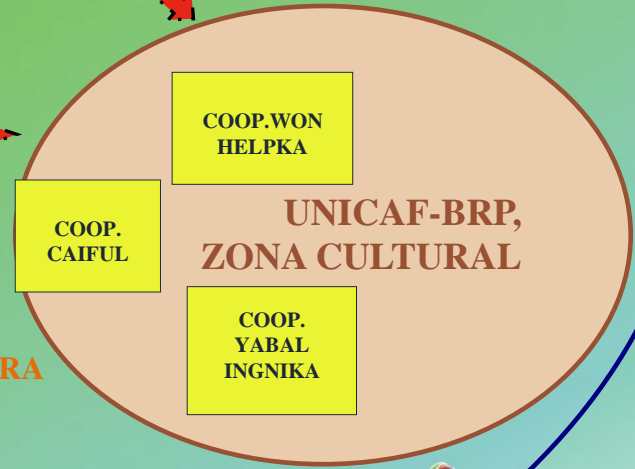 COOP.WON
HELPKA
UNICAF-BRP,
ZONA CULTURAL
COOP.
CAIFUL
COOP.
YABAL
INGNIKA
RA